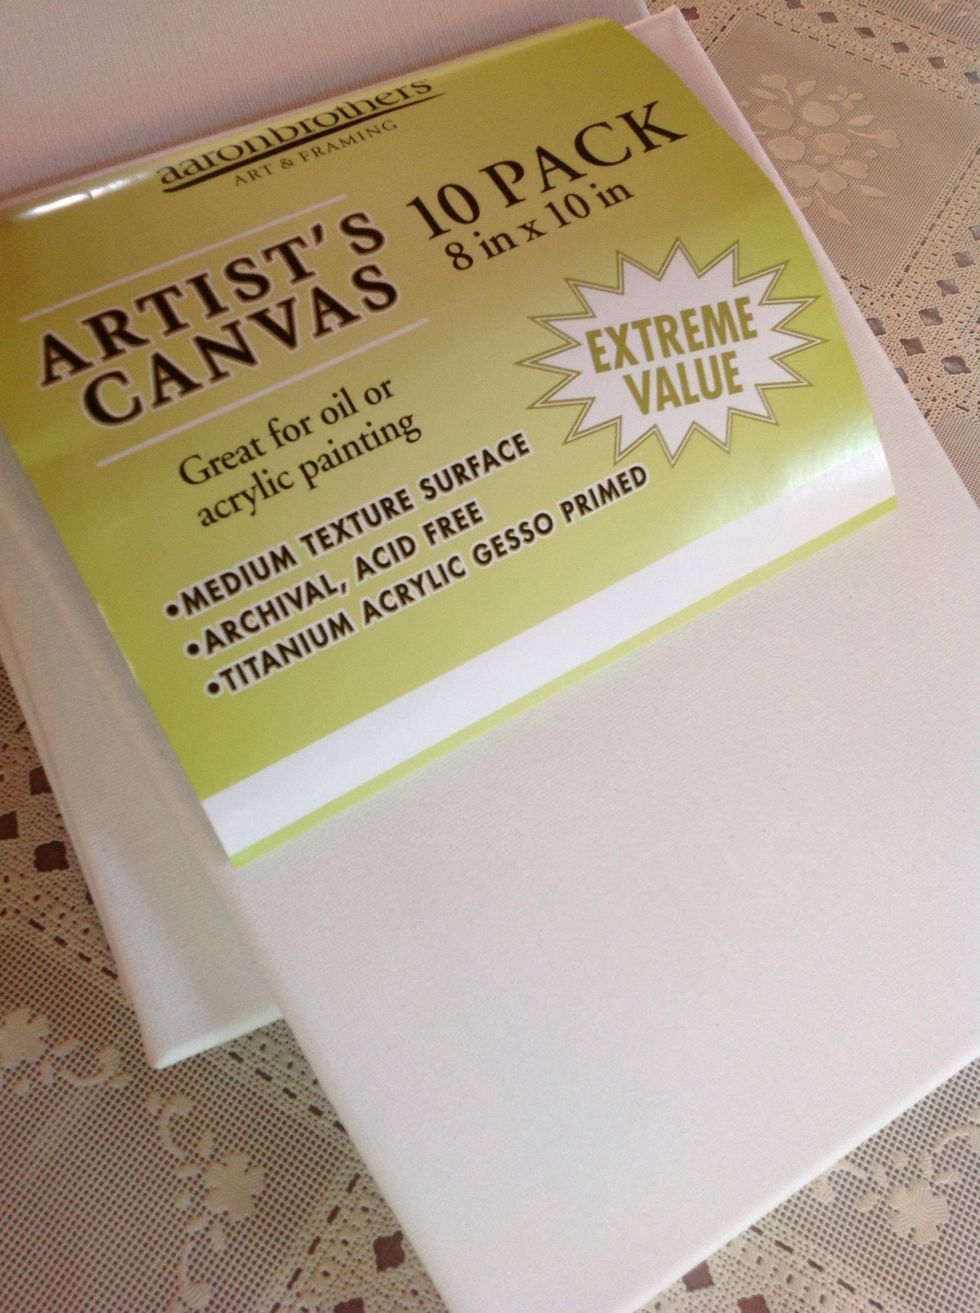 aaronbrothers
ART & FRAMING
ARTIST'S
CANVAS
10 PACK
8 in x 10 in
EXTREME
VALUE
Great for oil or
acrylic painting
•MEDIUM TEXTURE SURFACE
•ARCHIVAL, ACID FREE
•TITANIUM ACRYLIC GESSO PRIMED